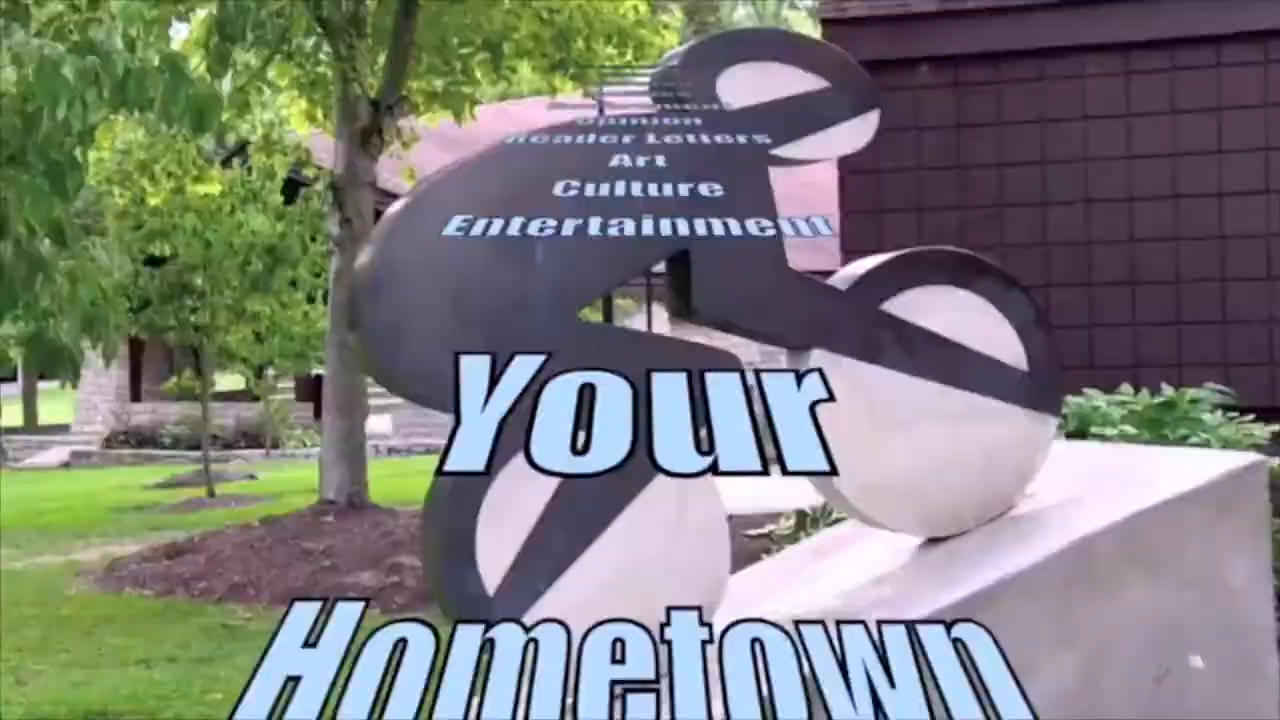 Opinion
Reader Letters
Art
Culture
Entertainment
Your
Hometown